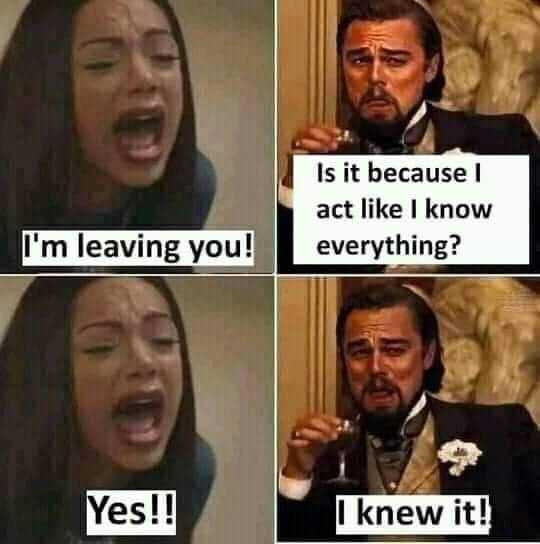 I'm leaving you!
Is it because I
act like I know
everything?
Yes!!
I knew it!